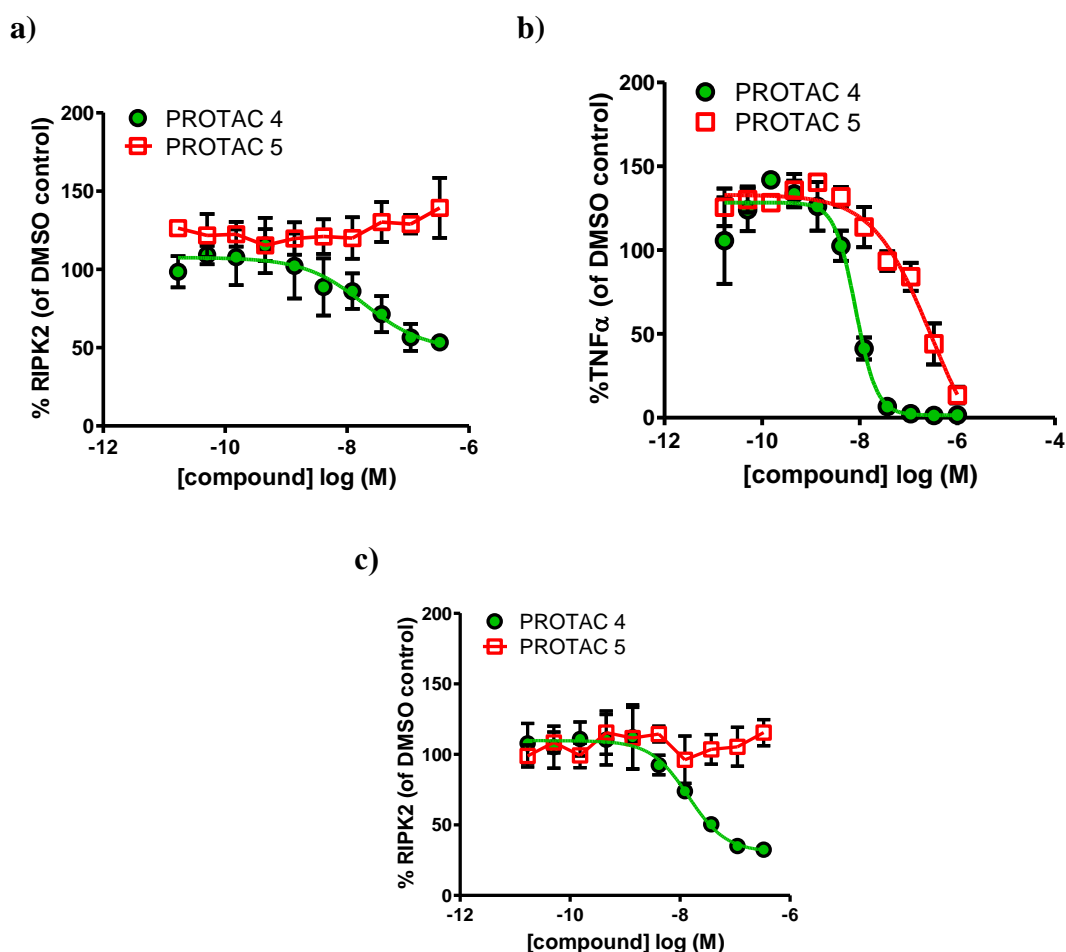 a)
200
150
100
50
0
-12
-10
-8
-6
% RIPK2 (of DMSO control)
[compound] log (M)
PROTAC 4
PROTAC 5
b)
200
150
100
50
0
-12
-10
-8
-6
-4
%TNFα (of DMSO control)
[compound] log (M)
PROTAC 4
PROTAC 5
c)
200
150
100
50
0
-12
-10
-8
-6
% RIPK2 (of DMSO control)
[compound] log (M)
PROTAC 4
PROTAC 5